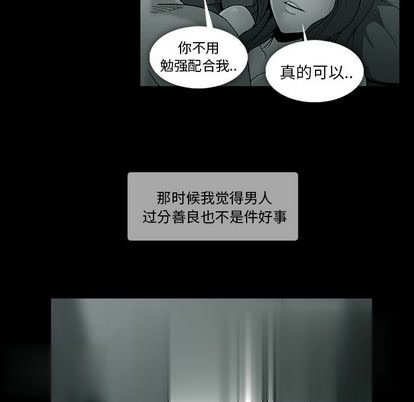 你不用
勉强配合我..
真的可以..
那时候我觉得男人
过分善良也不是件好事